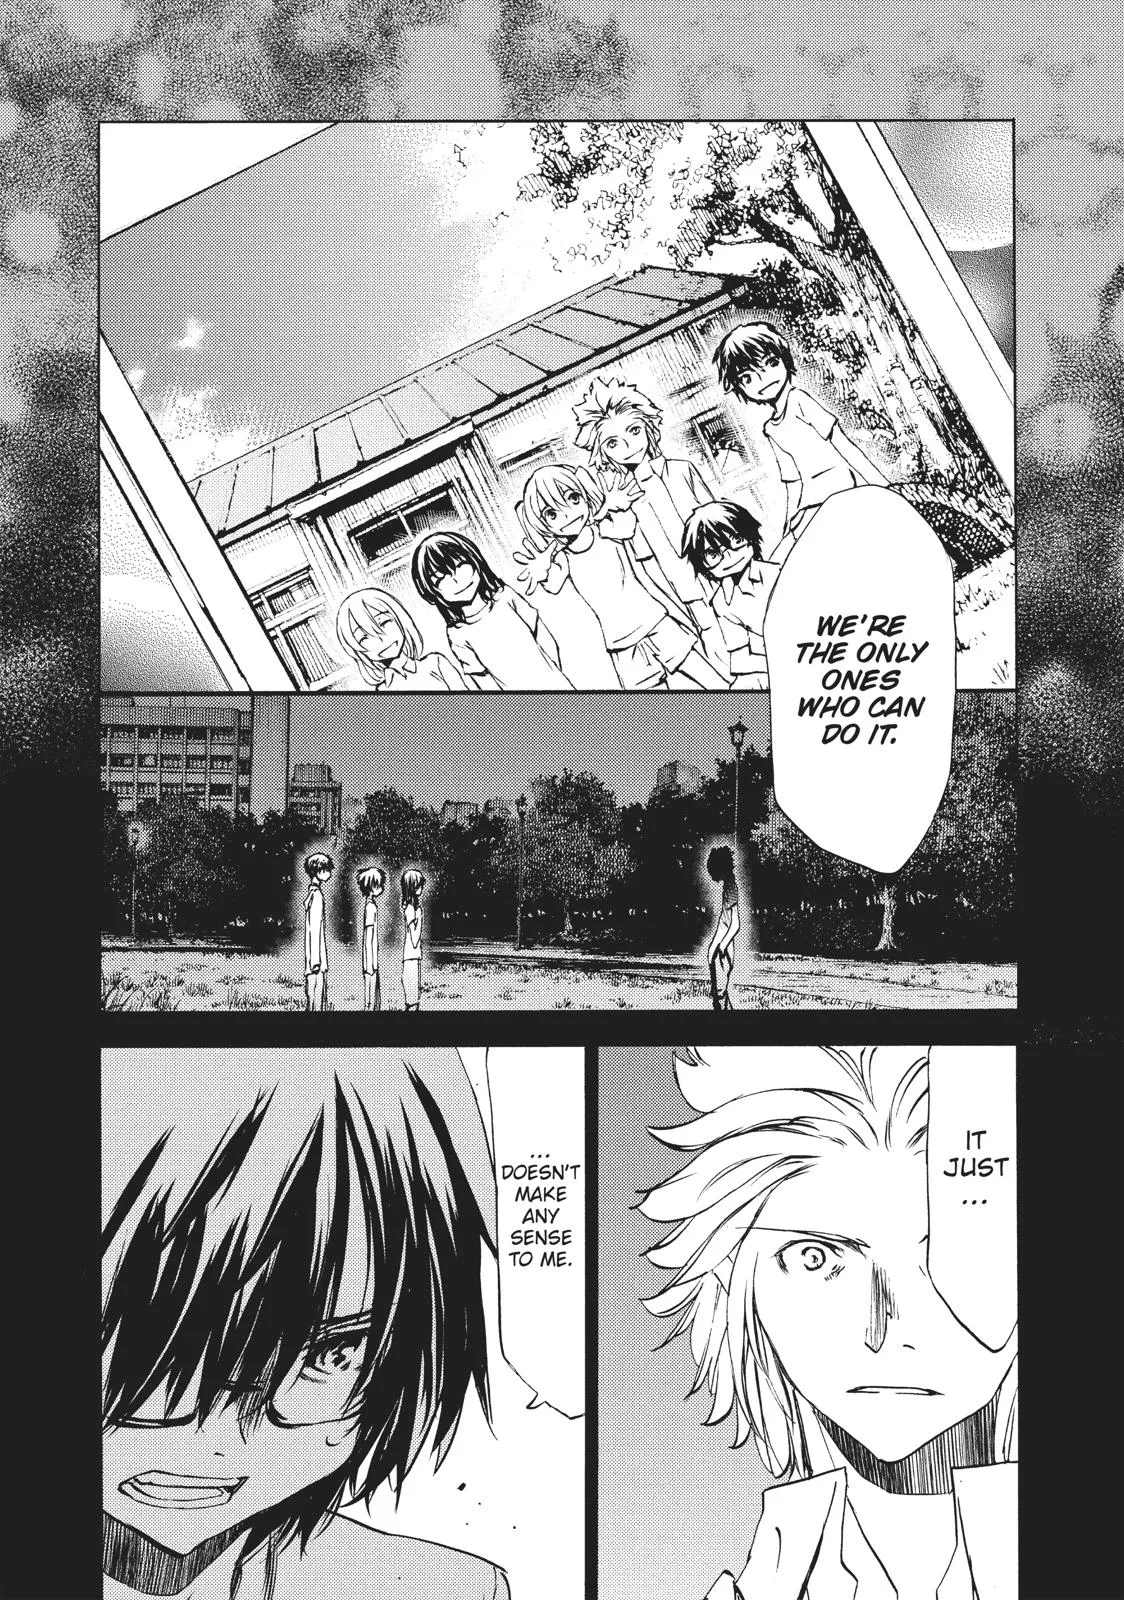 WE'RE
THE ONLY
ONES
WHO CAN
DO IT.
IT
JUST
...
...
DOESN'T
MAKE
ANY
SENSE
TO ME.